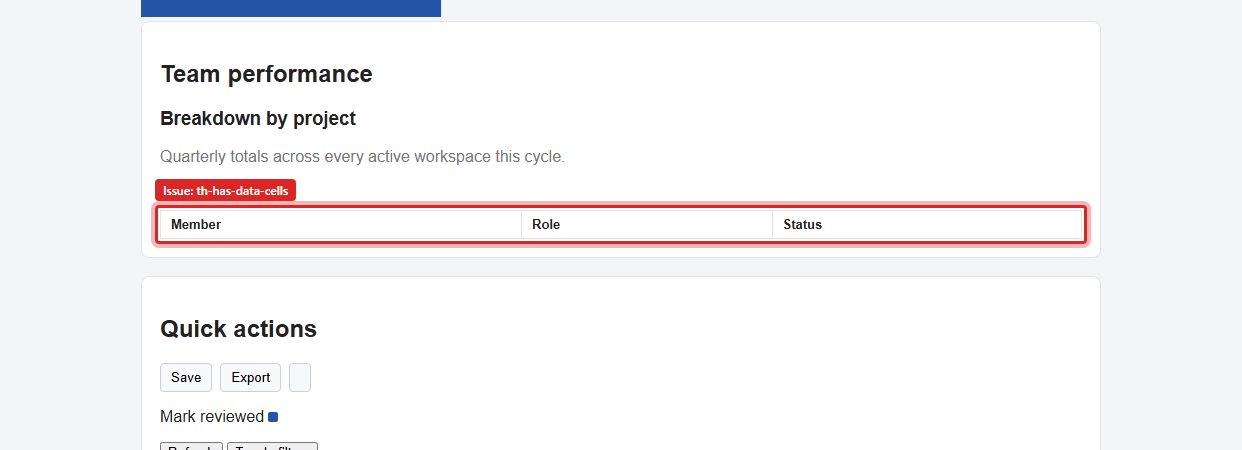 Team performance
Breakdown by project
Quarterly totals across every active workspace this cycle.
Issue: th-has-data-cells
Member Role Status
Quick actions
Save Export
Mark reviewed